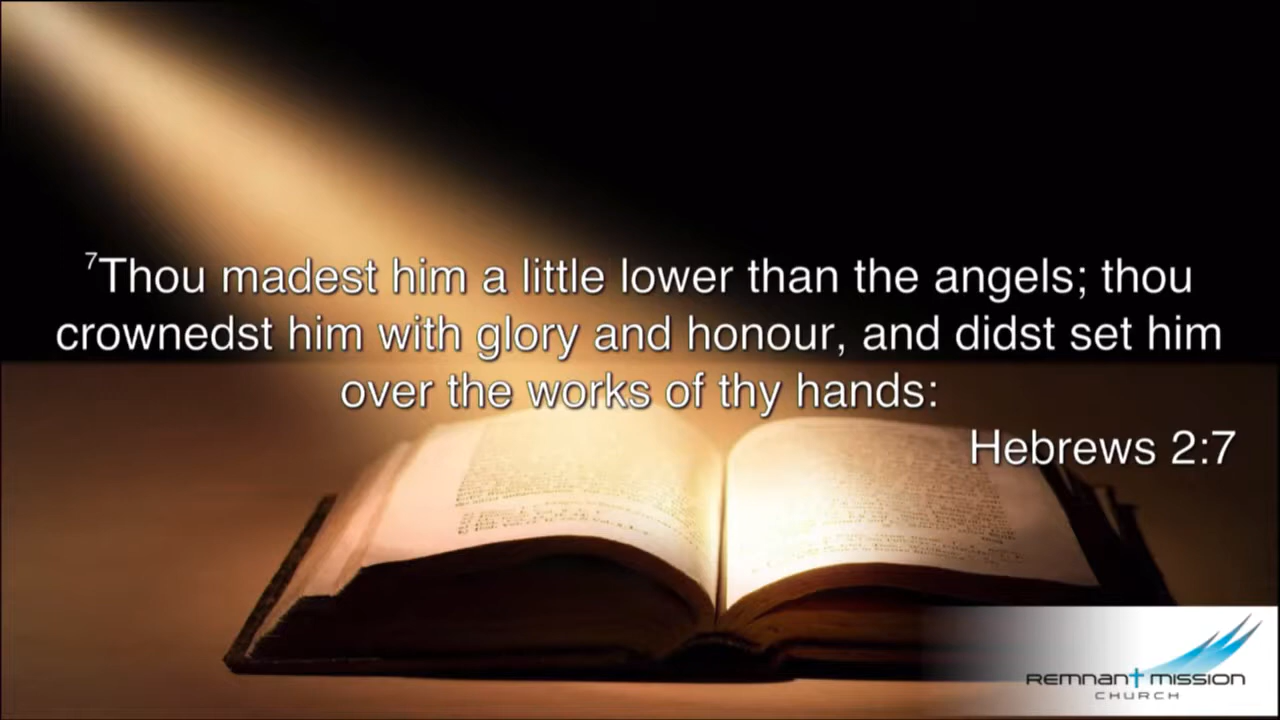 7Thou madest him a little lower than the angels; thou
crownedst him with glory and honour, and didst set him
over the works of thy hands:
Hebrews 2:7
REMNANT MISSION
CHURCH